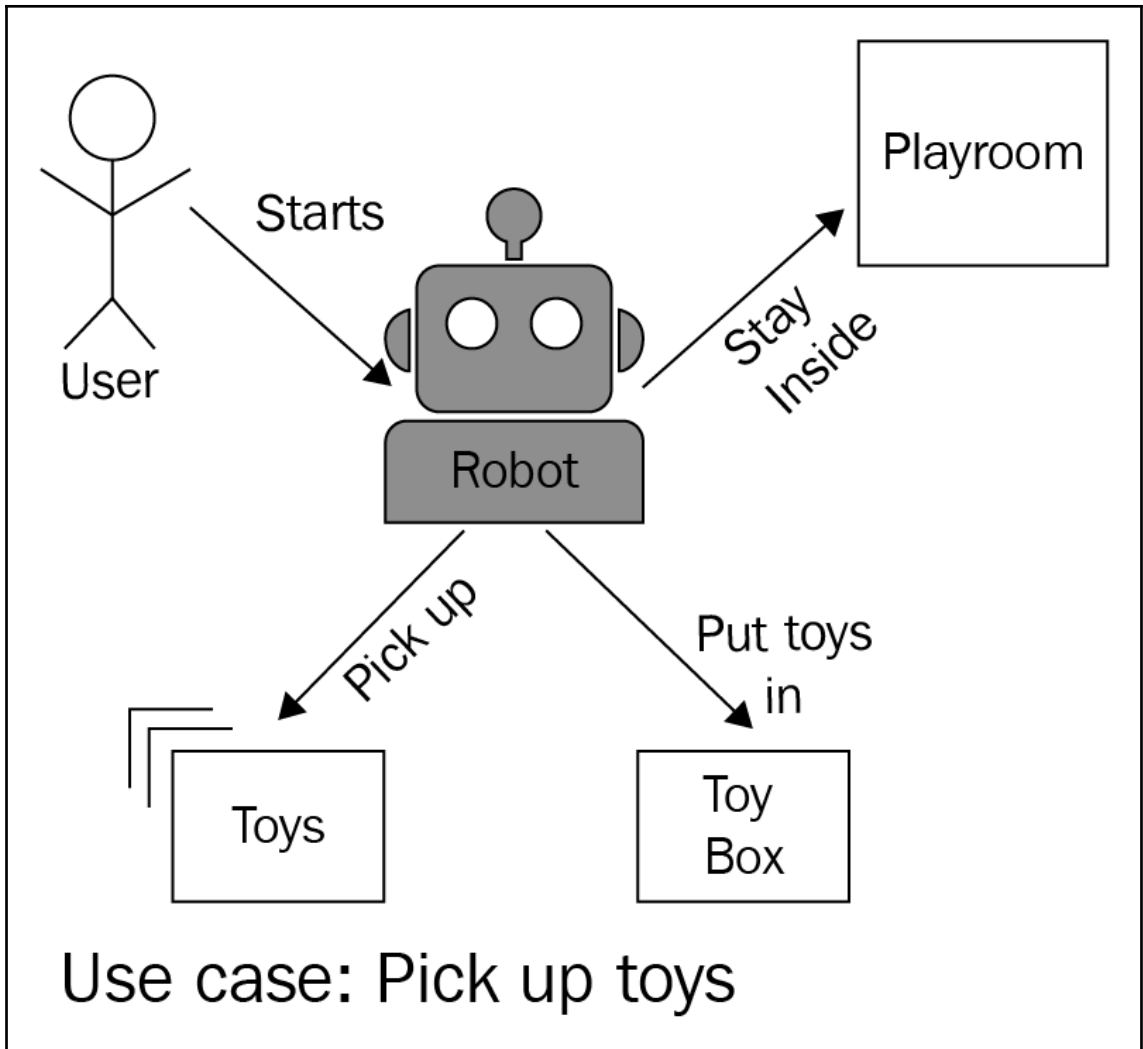 Playroom
Starts
Stay
Inside
User
Robot
Pick up
Put toys
in
Toys
Toy
Box
Use case: Pick up toys